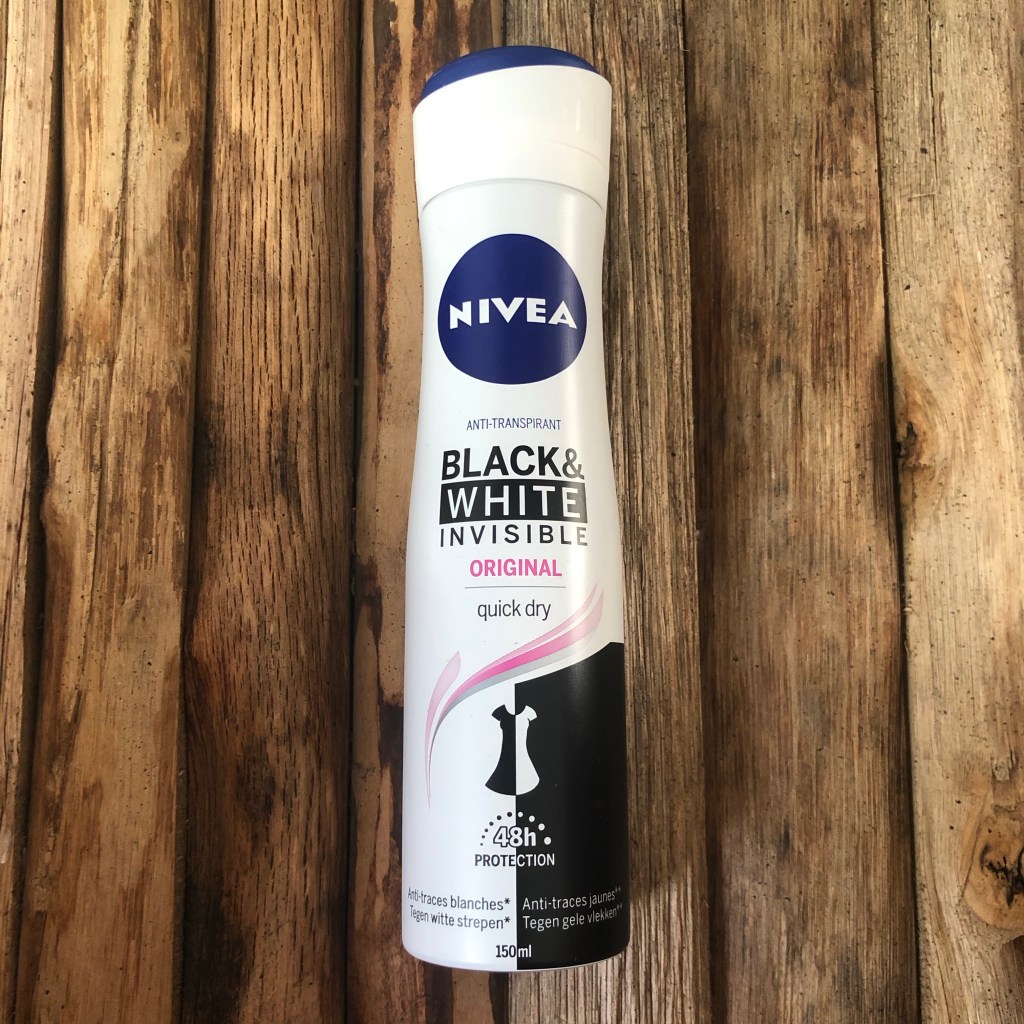 NIVEA
ANTI-TRANSPIRANT
BLACK&
WHITE
INVISIBLE
ORIGINAL
quick dry
48h
PROTECTION
Anti-traces blanches* Anti-traces jaunes**
Tegen witte strepen* Tegen gele vlekken**
150ml